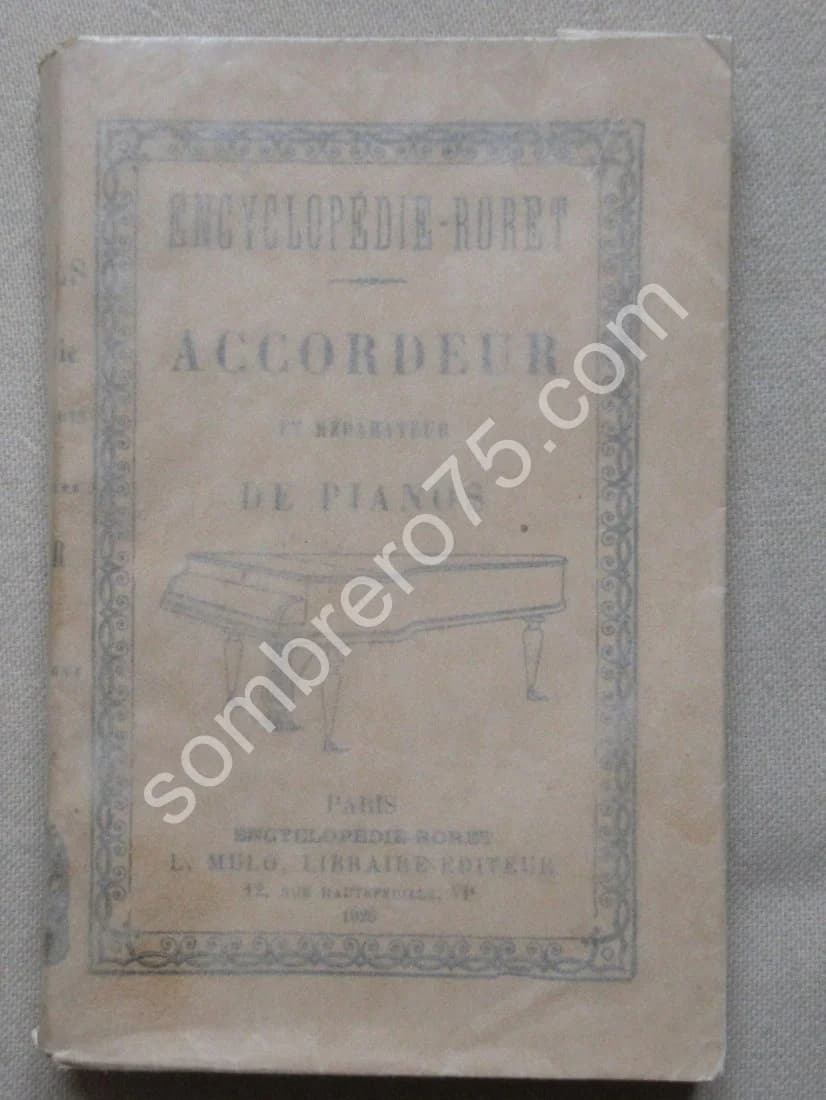 ENCYCLOPÉDIE-RORET
ACCORDEUR
ET RÉPARATEUR
DE PIANOS
PARIS
ENCYCLOPÉDIE-RORET
L. MULO, LIBRAIRE-ÉDITEUR
12, RUE HAUTEFEUILLE, VIe
sombrero75.com